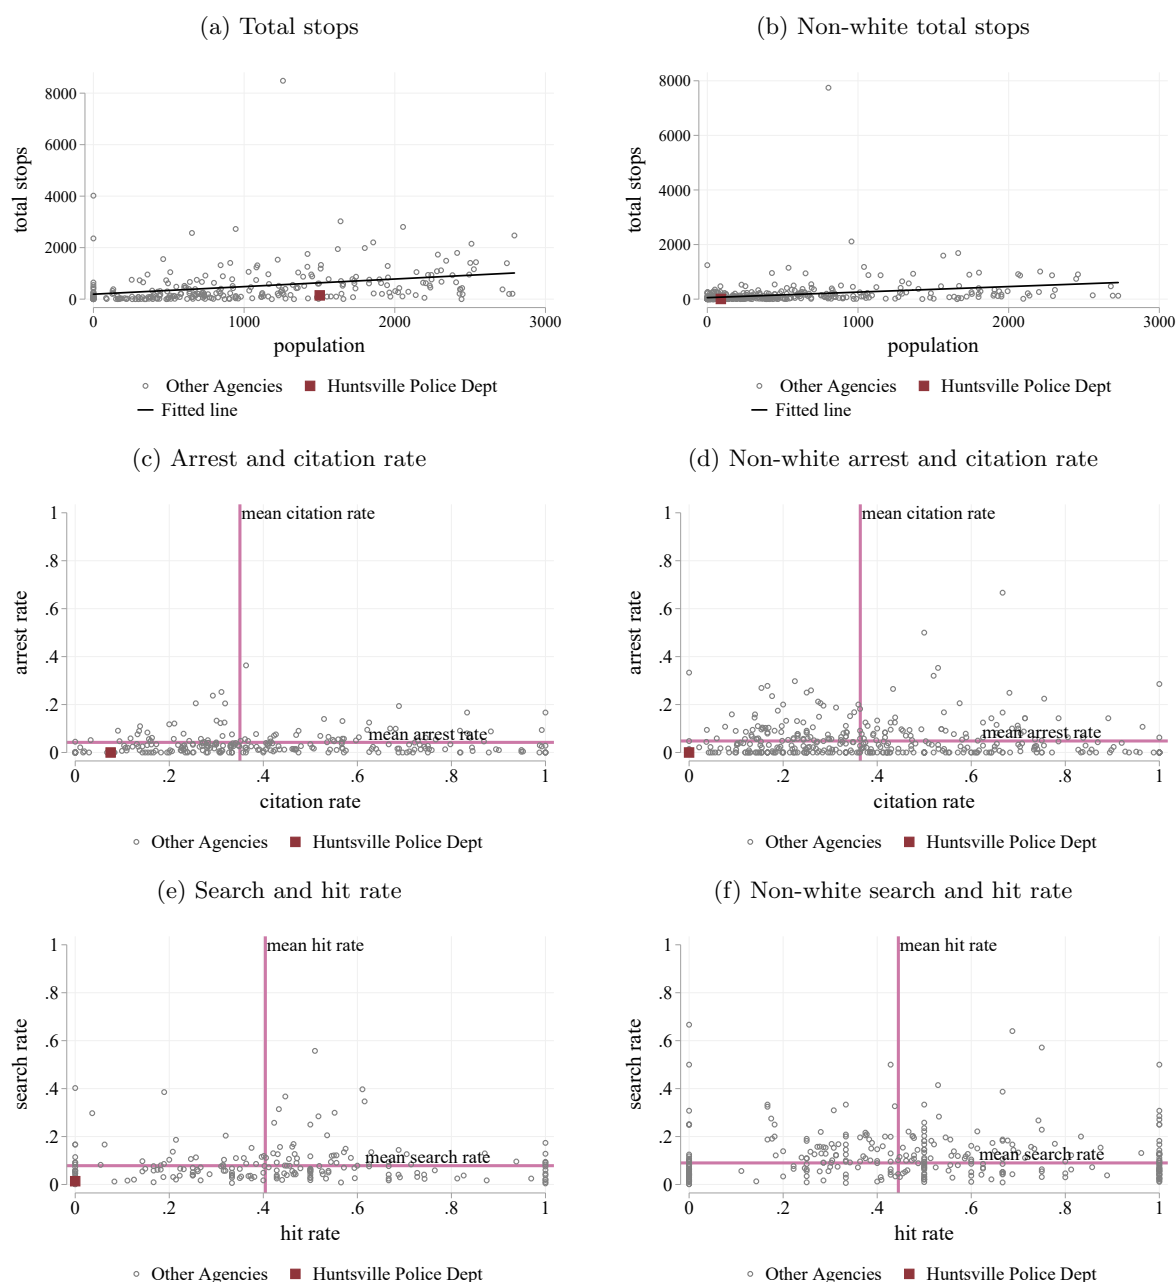 (a) Total stops
(b) Non-white total stops
total stops
8000
6000
4000
2000
0
0 1000 2000 3000
population
○ Other Agencies ■ Huntsville Police Dept
— Fitted line
total stops
8000
6000
4000
2000
0
0 1000 2000 3000
population
○ Other Agencies ■ Huntsville Police Dept
— Fitted line
(c) Arrest and citation rate
(d) Non-white arrest and citation rate
arrest rate
1
.8
.6
.4
.2
0
mean citation rate
mean arrest rate
0 .2 .4 .6 .8 1
citation rate
○ Other Agencies ■ Huntsville Police Dept
arrest rate
1
.8
.6
.4
.2
0
mean citation rate
mean arrest rate
0 .2 .4 .6 .8 1
citation rate
○ Other Agencies ■ Huntsville Police Dept
(e) Search and hit rate
(f) Non-white search and hit rate
search rate
1
.8
.6
.4
.2
0
mean hit rate
mean search rate
0 .2 .4 .6 .8 1
hit rate
○ Other Agencies ■ Huntsville Police Dept
search rate
1
.8
.6
.4
.2
0
mean hit rate
mean search rate
0 .2 .4 .6 .8 1
hit rate
○ Other Agencies ■ Huntsville Police Dept